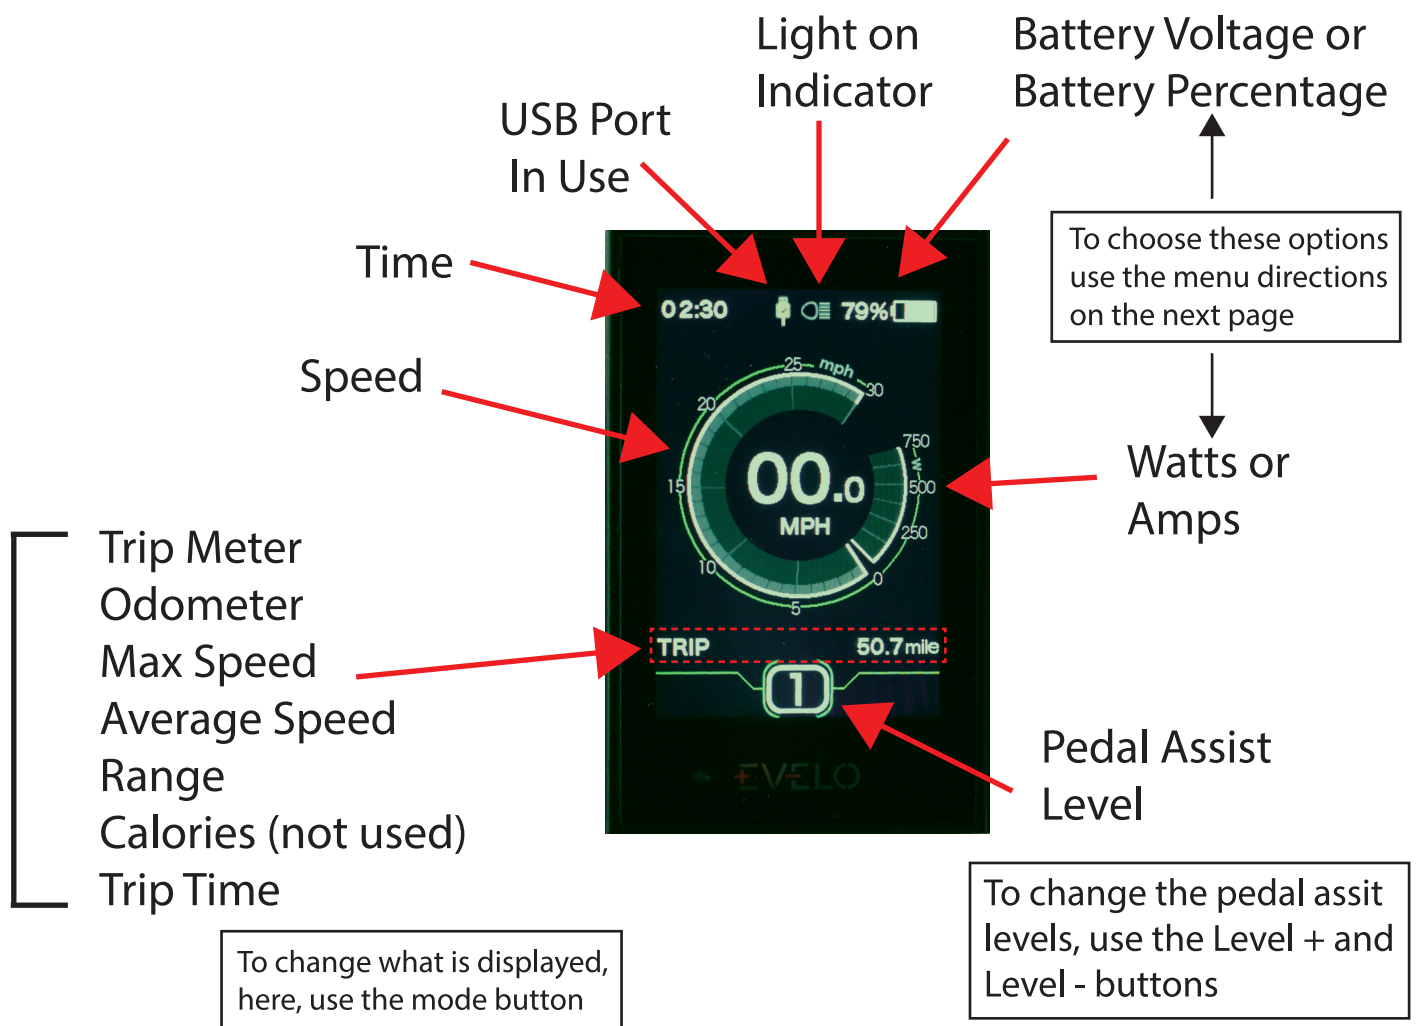 Light on
Indicator
Battery Voltage or
Battery Percentage
USB Port
In Use
To choose these options
use the menu directions
on the next page
Time
02:30
79%
Speed
25
mph
30
20
750
W
15
00.0
500
MPH
250
10
0
5
Watts or
Amps
Trip Meter
Odometer
Max Speed
Average Speed
Range
Calories (not used)
Trip Time
TRIP 50.7 mile
1
EVELO
Pedal Assist
Level
To change what is displayed,
here, use the mode button
To change the pedal assit
levels, use the Level + and
Level - buttons